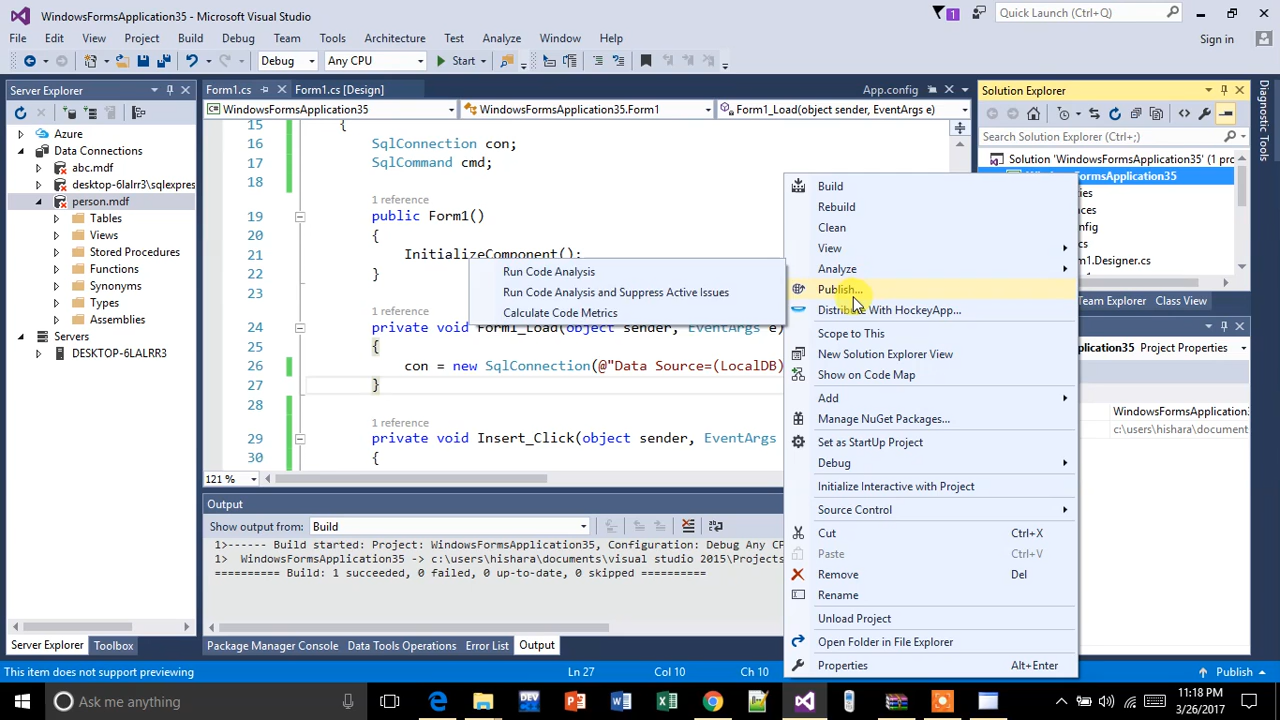 WindowsFormsApplication35 - Microsoft Visual Studio
1
Quick Launch (Ctrl+Q)
File Edit View Project Build Debug Team Tools Architecture Test Analyze Window Help
Sign in
Debug Any CPU Start
Server Explorer
Azure
Data Connections
abc.mdf
desktop-6lalrr3\sqlexpres
person.mdf
Tables
Views
Stored Procedures
Functions
Synonyms
Types
Assemblies
Servers
DESKTOP-6LALRR3
Server Explorer Toolbox
Form1.cs Form1.cs [Design] App.config
WindowsFormsApplication35 WindowsFormsApplication35.Form1 Form1_Load(object sender, EventArgs e)
15 {
16 SqlConnection con;
17 SqlCommand cmd;
18
1 reference
19 public Form1()
20 {
21 InitializeComponent();
22 }
24 private void Form1_Load(object sender, EventArgs e)
25 {
26 con = new SqlConnection(@"Data Source=(LocalDB)
27 }
28
1 reference
29 private void Insert_Click(object sender, EventArgs
30 {
121 %
Run Code Analysis
Run Code Analysis and Suppress Active Issues
Calculate Code Metrics
Build
Rebuild
Clean
View
Analyze
Publish...
Distribute With HockeyApp...
Scope to This
New Solution Explorer View
Show on Code Map
Add
Manage NuGet Packages...
Set as StartUp Project
Debug
Initialize Interactive with Project
Source Control
Cut Ctrl+X
Paste Ctrl+V
Remove Del
Rename
Unload Project
Open Folder in File Explorer
Properties Alt+Enter
Solution Explorer
Search Solution Explorer (Ctrl+;)
Solution 'WindowsFormsApplication35' (1 pro
WindowsFormsApplication35
rm1.Designer.cs
Team Explorer Class View
Project Properties
WindowsFormsApplication35
c:\users\hishara\document
Diagnostic Tools
Output
Show output from: Build
1>------ Build started: Project: WindowsFormsApplication35, Configuration: Debug Any CP
1> WindowsFormsApplication35 -> c:\users\hishara\documents\visual studio 2015\Projects
========== Build: 1 succeeded, 0 failed, 0 up-to-date, 0 skipped ==========
Package Manager Console Data Tools Operations Error List Output
This item does not support previewing Ln 27 Col 10 Ch 10 Publish
Ask me anything
11:18 PM
3/26/2017